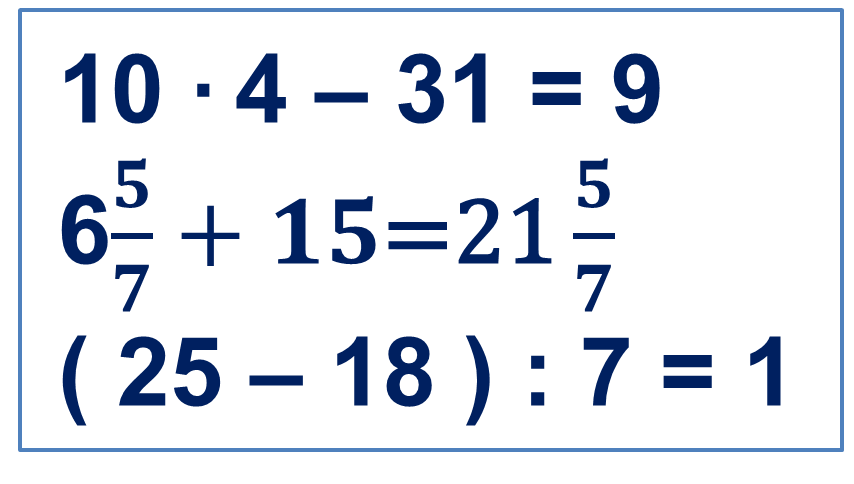 10 · 4 – 31 = 9
6 5/7 + 15=21 5/7
( 25 – 18 ) : 7 = 1